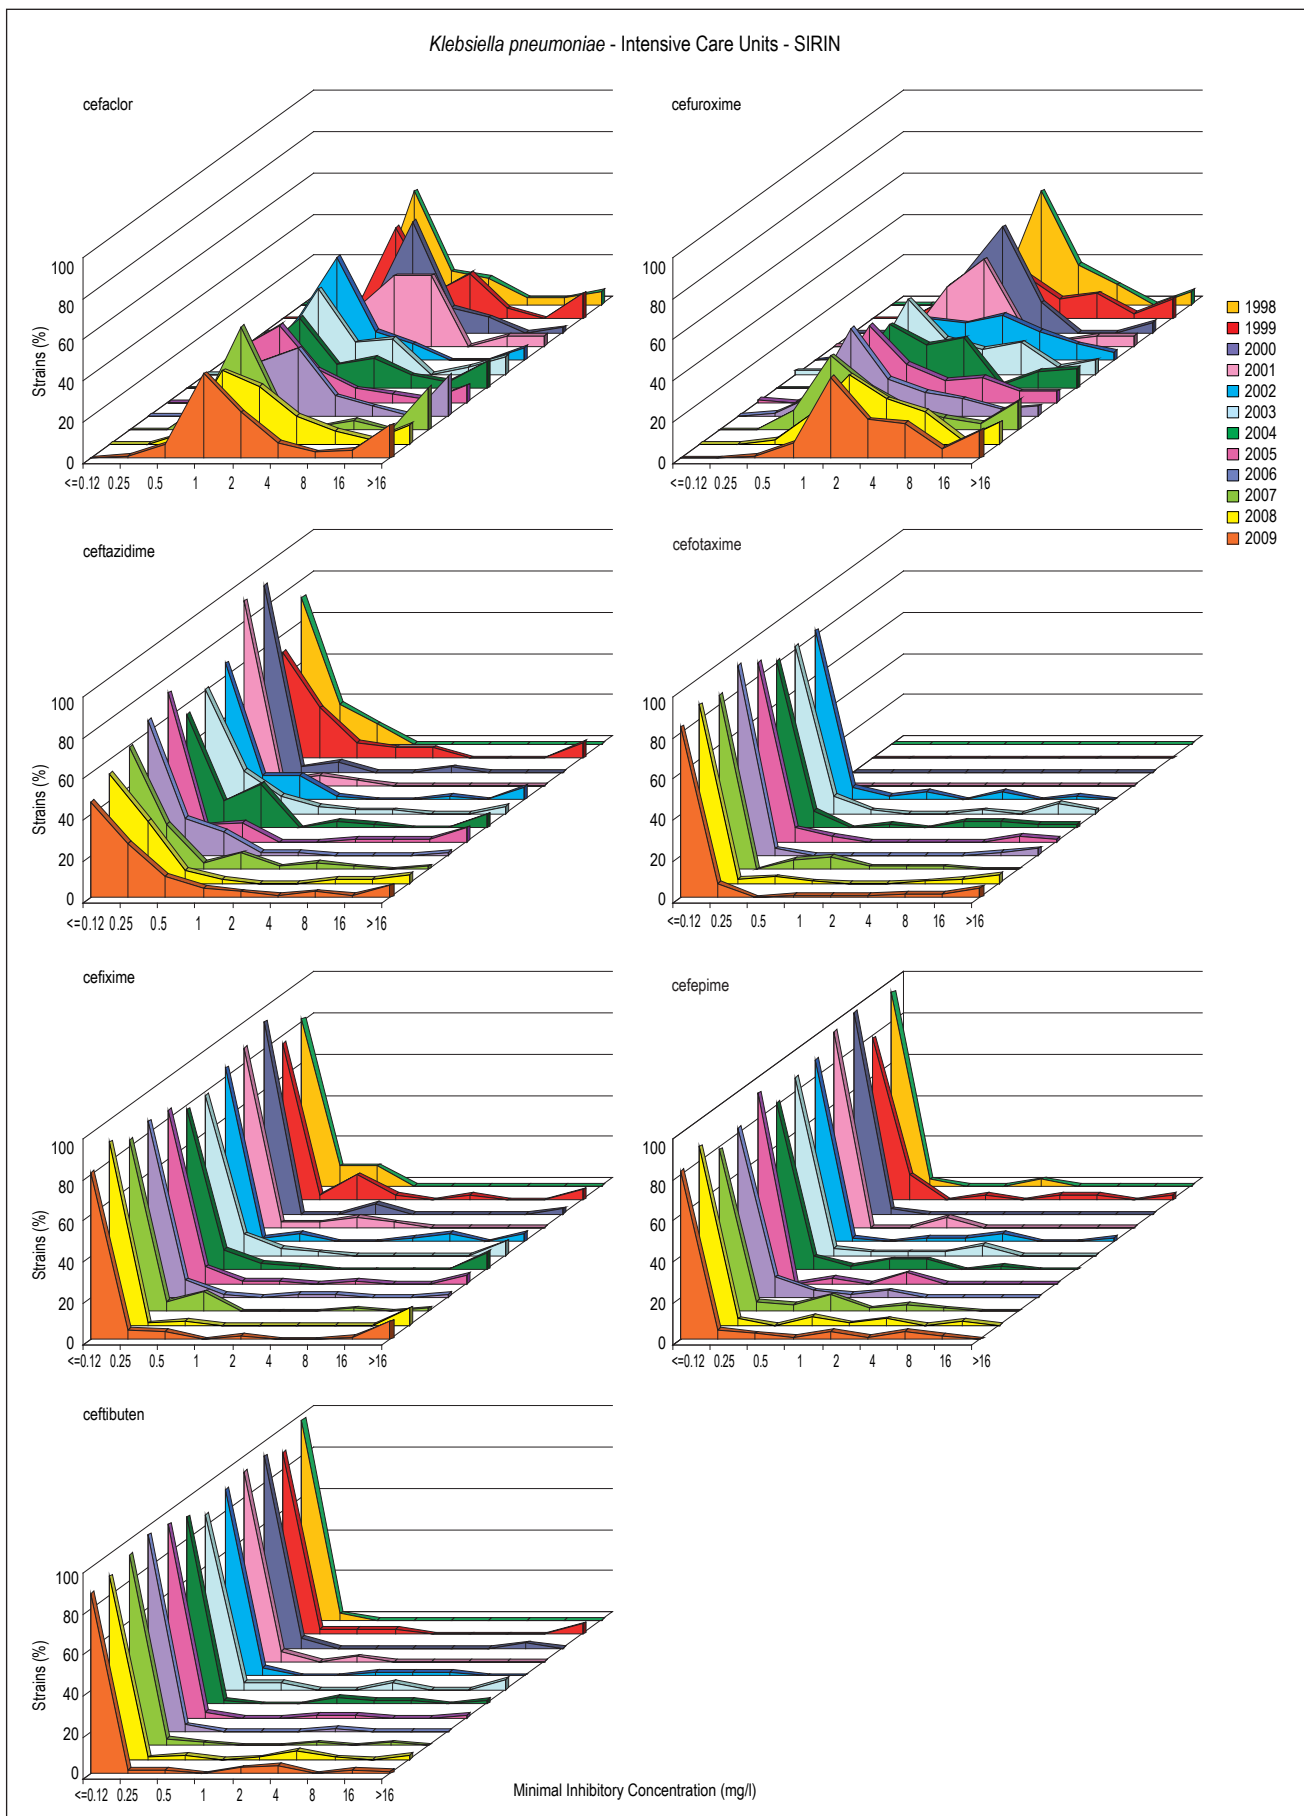 Klebsiella pneumoniae - Intensive Care Units - SIRIN
cefaclor
Strains (%)
100
80
60
40
20
0
<=0.12 0.25 0.5 1 2 4 8 16 >16
cefuroxime
100
80
60
40
20
0
<=0.12 0.25 0.5 1 2 4 8 16 >16
1998
1999
2000
2001
2002
2003
2004
2005
2006
2007
2008
2009
ceftazidime
Strains (%)
100
80
60
40
20
0
<=0.12 0.25 0.5 1 2 4 8 16 >16
cefotaxime
100
80
60
40
20
0
<=0.12 0.25 0.5 1 2 4 8 16 >16
cefixime
Strains (%)
100
80
60
40
20
0
<=0.12 0.25 0.5 1 2 4 8 16 >16
cefepime
100
80
60
40
20
0
<=0.12 0.25 0.5 1 2 4 8 16 >16
ceftibuten
Strains (%)
100
80
60
40
20
0
<=0.12 0.25 0.5 1 2 4 8 16 >16
Minimal Inhibitory Concentration (mg/l)